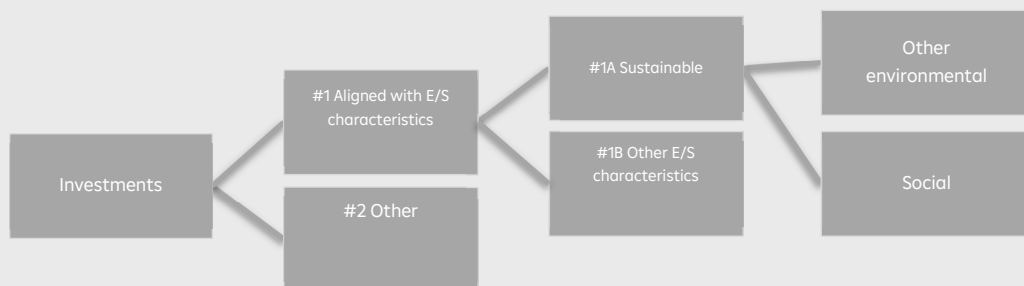 Investments
#1 Aligned with E/S
characteristics
#2 Other
#1A Sustainable
#1B Other E/S
characteristics
Other
environmental
Social